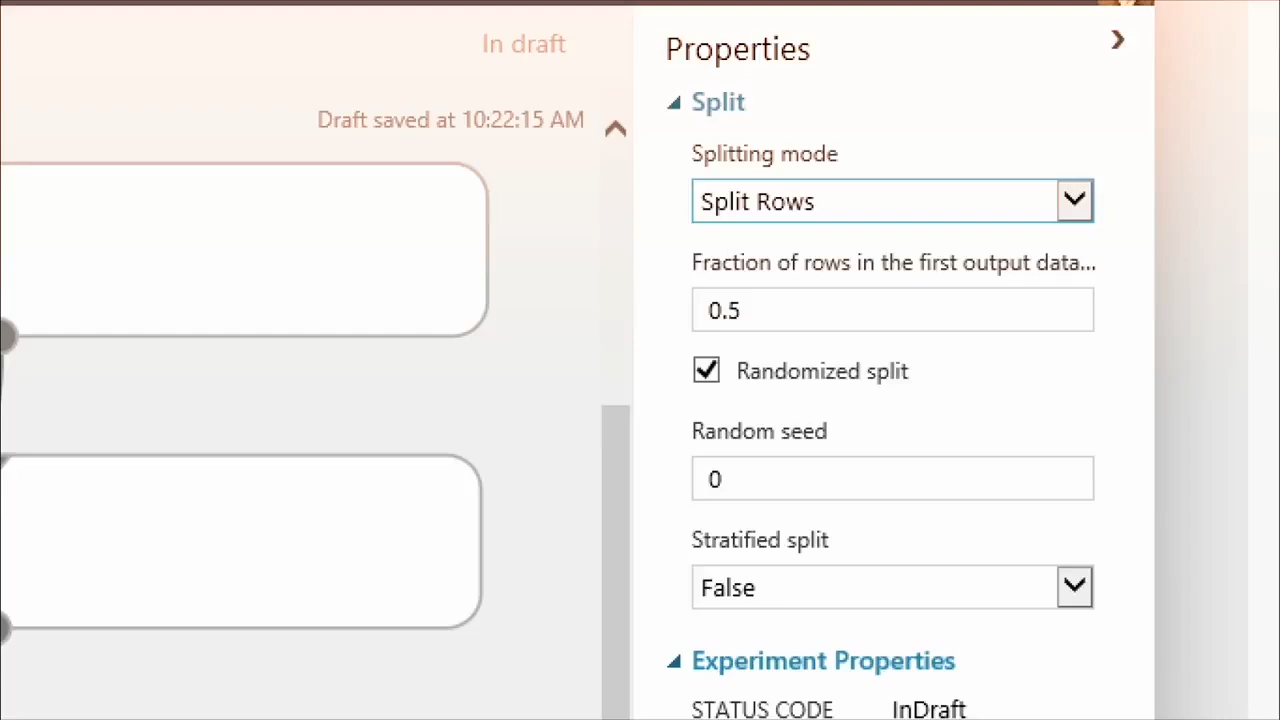 In draft
Draft saved at 10:22:15 AM
Properties
Split
Splitting mode
Split Rows
Fraction of rows in the first output data...
0.5
Randomized split
Random seed
0
Stratified split
False
Experiment Properties
STATUS CODE InDraft